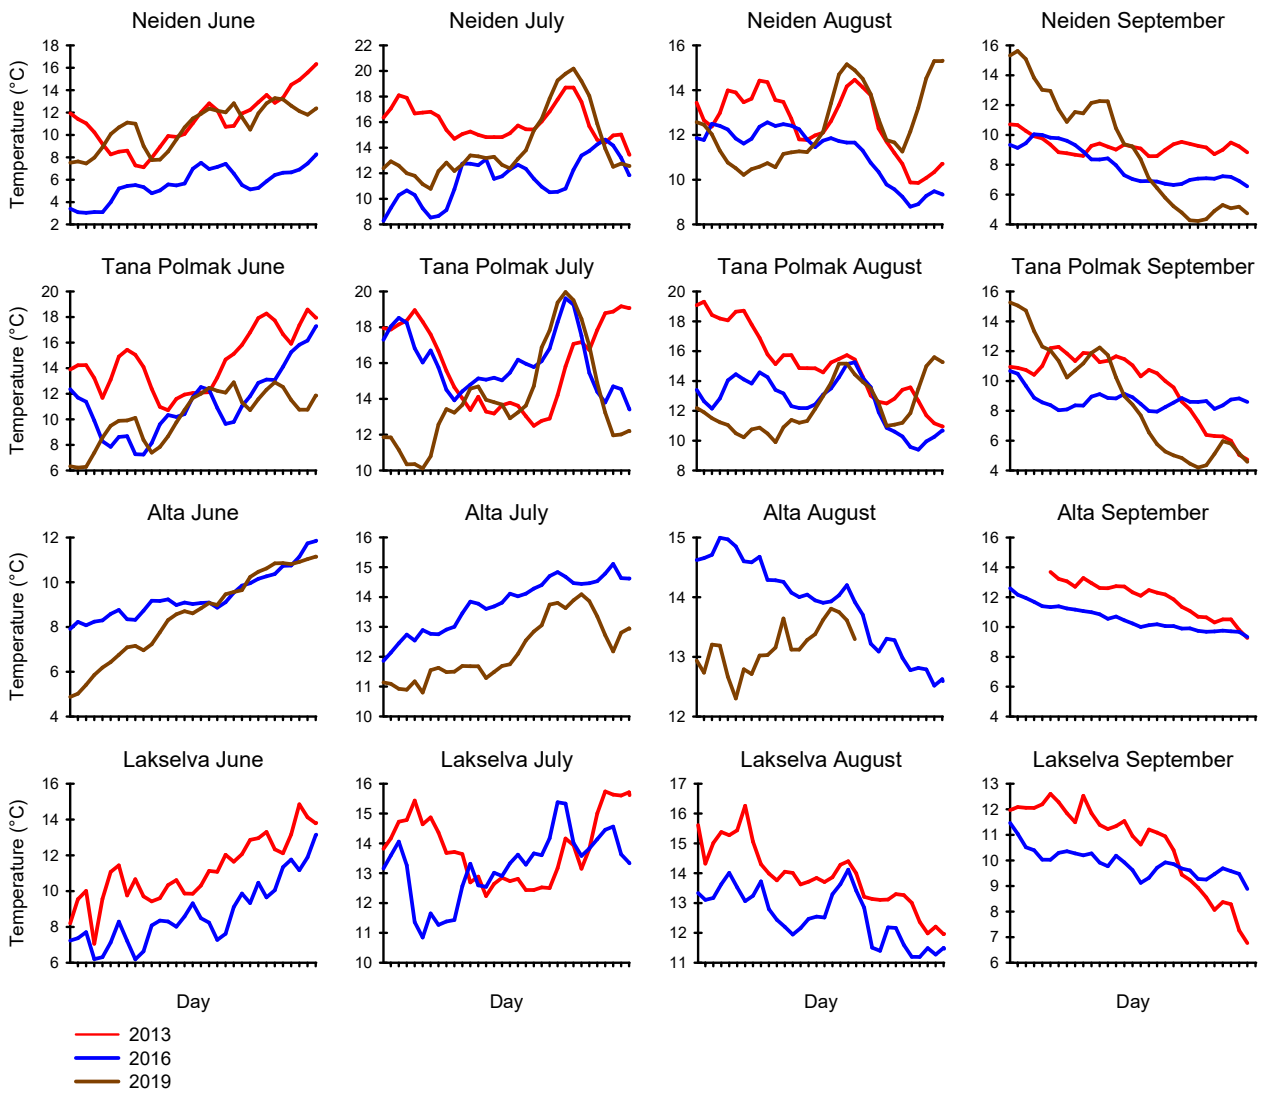 Neiden June Neiden July Neiden August Neiden September
Temperature (°C)
18 16 14 12 10 8 6 4 2
22 20 18 16 14 12 10 8
16 14 12 10 8
16 14 12 10 8 6 4
Tana Polmak June Tana Polmak July Tana Polmak August Tana Polmak September
Temperature (°C)
20 18 16 14 12 10 8 6
20 18 16 14 12 10
20 18 16 14 12 10 8
16 14 12 10 8 6 4
Alta June Alta July Alta August Alta September
Temperature (°C)
12 10 8 6 4
16 15 14 13 12 11 10
15 14 13 12
16 14 12 10 8 6 4
Lakselva June Lakselva July Lakselva August Lakselva September
Temperature (°C)
16 14 12 10 8 6
16 15 14 13 12 11 10
17 16 15 14 13 12 11
13 12 11 10 9 8 7 6
Day Day Day Day
2013
2016
2019